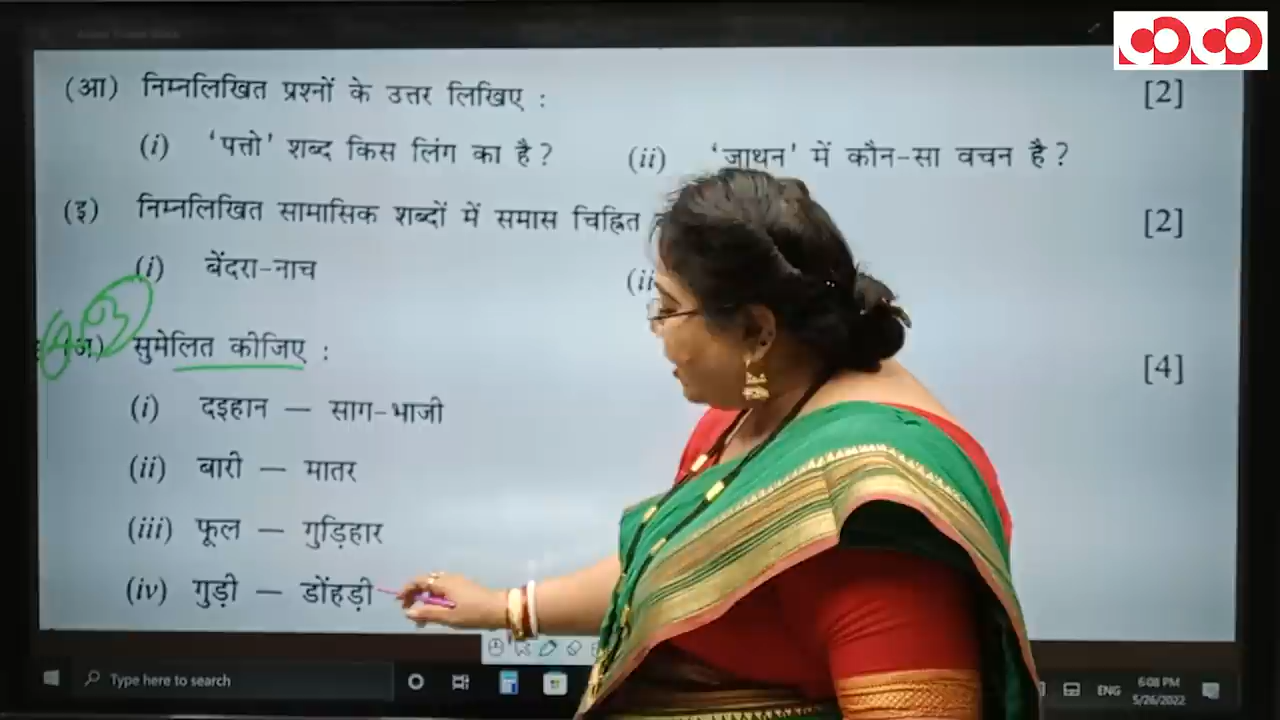 (आ) निम्नलिखित प्रश्नों के उत्तर लिखिए : [2]
(i) 'पत्तो' शब्द किस लिंग का है ? (ii) 'जाथन' में कौन-सा वचन है ?
(इ) निम्नलिखित सामासिक शब्दों में समास चिह्नित [2]
(i) बेंदरा-नाच (ii
सुमेलित कीजिए : [4]
(i) दइहान — साग-भाजी
(ii) बारी — मातर
(iii) फूल — गुड़िहार
(iv) गुड़ी — डोंहड़ी
Type here to search
ENG 6:08 PM
5/26/2022